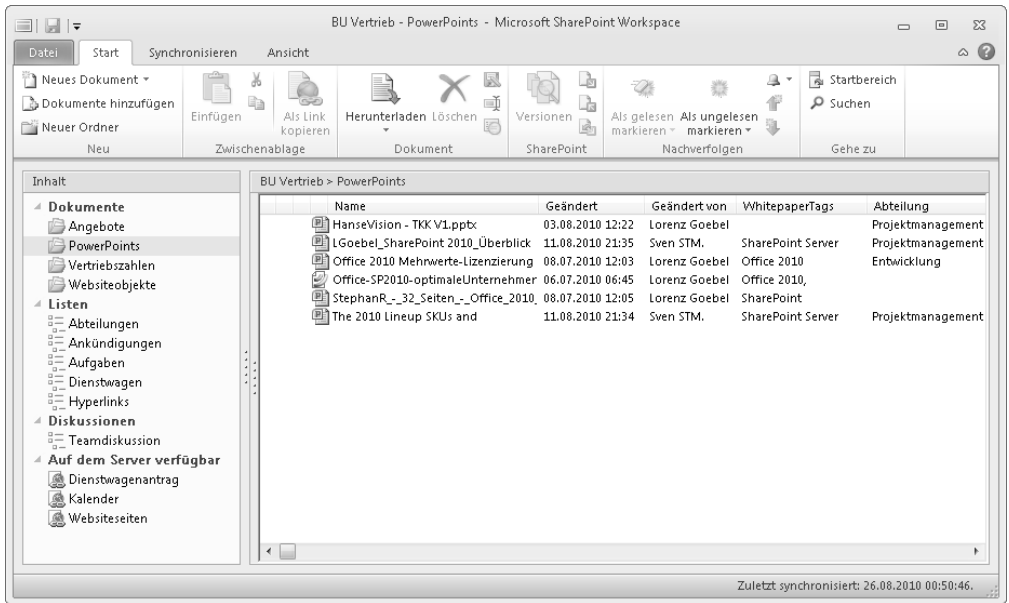 BU Vertrieb - PowerPoints - Microsoft SharePoint Workspace
Datei Start Synchronisieren Ansicht
Neues Dokument
Dokumente hinzufügen
Neuer Ordner
Neu
Einfügen
Als Link kopieren
Zwischenablage
Herunterladen
Löschen
Dokument
Versionen
SharePoint
Als gelesen markieren
Als ungelesen markieren
Nachverfolgen
Startbereich
Suchen
Gehe zu
Inhalt
Dokumente
Angebote
PowerPoints
Vertriebszahlen
Websiteobjekte
Listen
Abteilungen
Ankündigungen
Aufgaben
Dienstwagen
Hyperlinks
Diskussionen
Teamdiskussion
Auf dem Server verfügbar
Dienstwagenantrag
Kalender
Websiteseiten
BU Vertrieb > PowerPoints
Name Geändert Geändert von WhitepaperTags Abteilung
HanseVision - TKK V1.pptx 03.08.2010 12:22 Lorenz Goebel Projektmanagement
LGoebel_SharePoint 2010_Überblick 11.08.2010 21:35 Sven STM. SharePoint Server Projektmanagement
Office 2010 Mehrwerte-Lizenzierung 08.07.2010 12:03 Lorenz Goebel Office 2010 Entwicklung
Office-SP2010-optimaleUnternehmer 06.07.2010 06:45 Lorenz Goebel Office 2010,
StephanR_-_32_Seiten_-_Office_2010_ 08.07.2010 12:05 Lorenz Goebel SharePoint
The 2010 Lineup SKUs and 11.08.2010 21:34 Sven STM. SharePoint Server Projektmanagement
Zuletzt synchronisiert: 26.08.2010 00:50:46.